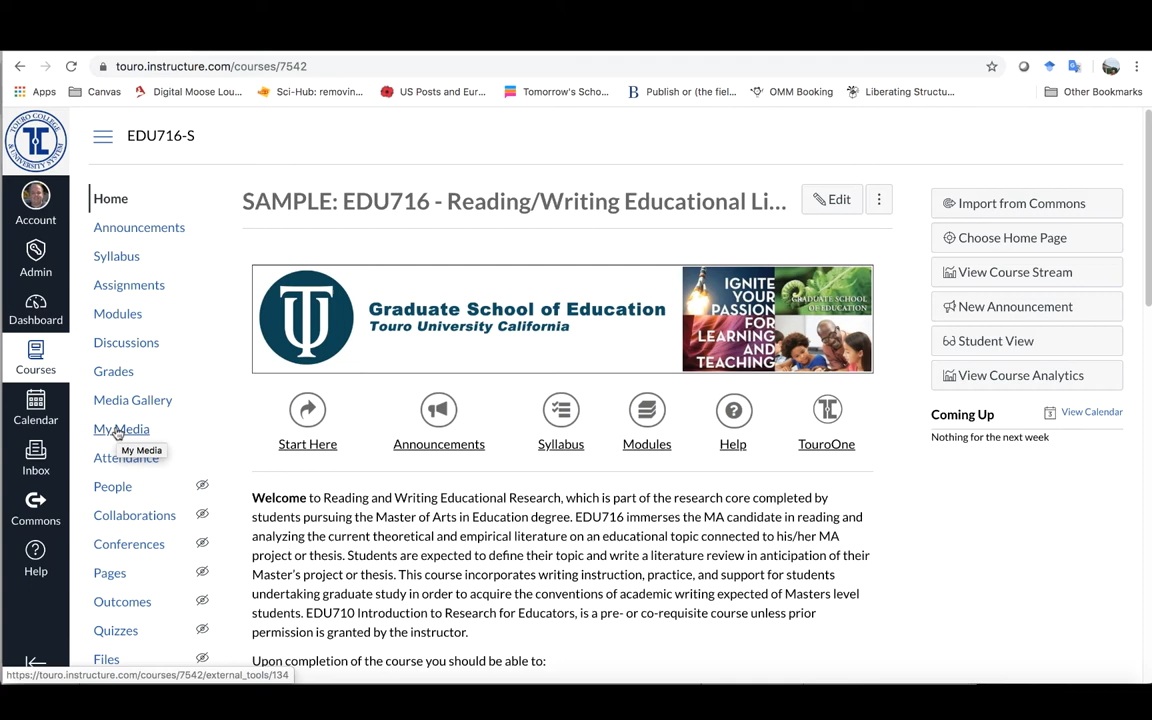 touro.instructure.com/courses/7542
Apps
Canvas
Digital Moose Lou...
Sci-Hub: removin...
US Posts and Eur...
Tomorrow's Scho...
Publish or (the fiel...
OMM Booking
Liberating Structu...
Other Bookmarks
EDU716-S
Account
Admin
Dashboard
Courses
Calendar
Inbox
Commons
Help
Home
Announcements
Syllabus
Assignments
Modules
Discussions
Grades
Media Gallery
My Media
My Media
Attendance
People
Collaborations
Conferences
Pages
Outcomes
Quizzes
Files
SAMPLE: EDU716 - Reading/Writing Educational Li...
Edit
Graduate School of Education
Touro University California
IGNITE
YOUR
PASSION
FOR
LEARNING
AND
TEACHING
GRADUATE SCHOOL
OF EDUCATION
Start Here
Announcements
Syllabus
Modules
Help
TouroOne
Welcome to Reading and Writing Educational Research, which is part of the research core completed by
students pursuing the Master of Arts in Education degree. EDU716 immerses the MA candidate in reading and
analyzing the current theoretical and empirical literature on an educational topic connected to his/her MA
project or thesis. Students are expected to define their topic and write a literature review in anticipation of their
Master's project or thesis. This course incorporates writing instruction, practice, and support for students
undertaking graduate study in order to acquire the conventions of academic writing expected of Masters level
students. EDU710 Introduction to Research for Educators, is a pre- or co-requisite course unless prior
permission is granted by the instructor.
Upon completion of the course you should be able to:
Import from Commons
Choose Home Page
View Course Stream
New Announcement
Student View
View Course Analytics
Coming Up
View Calendar
Nothing for the next week
https://touro.instructure.com/courses/7542/external_tools/134